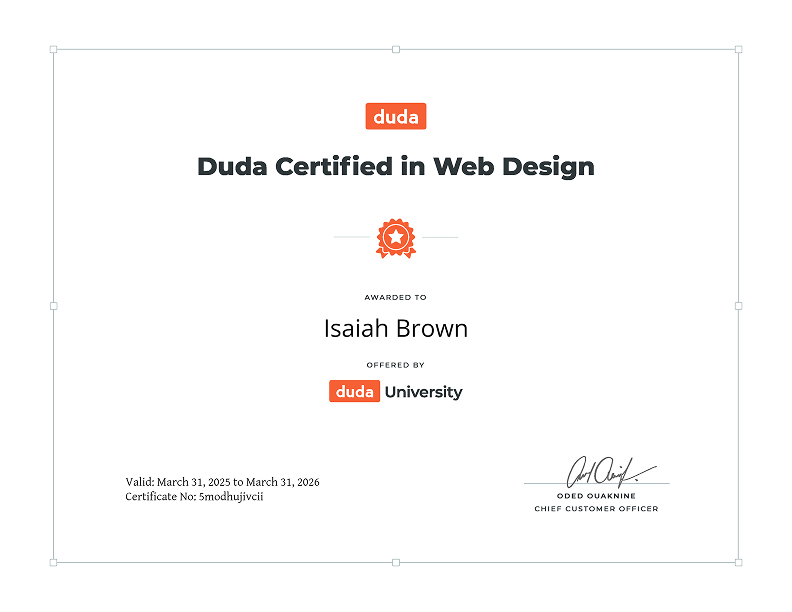 duda
Duda Certified in Web Design
AWARDED TO
Isaiah Brown
OFFERED BY
duda University
Valid: March 31, 2025 to March 31, 2026
Certificate No: 5modhujivcii
ODED OUAKNINE
CHIEF CUSTOMER OFFICER